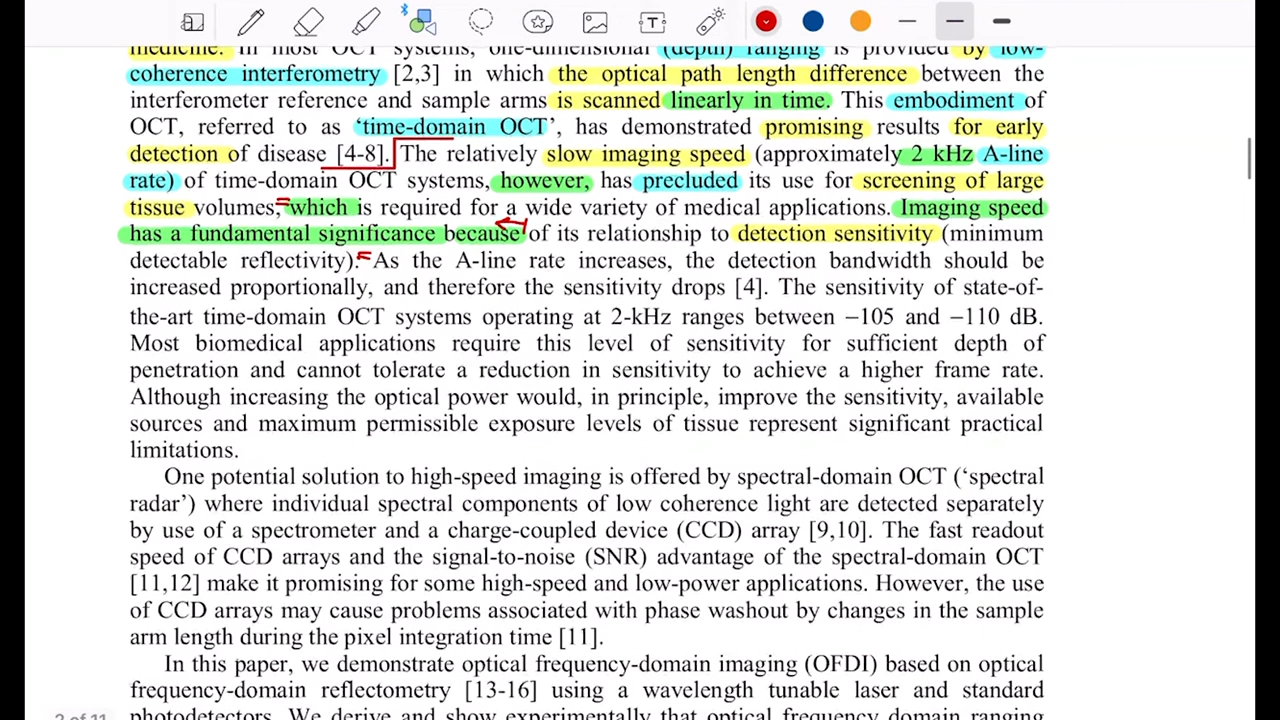 medicine. In most OCT systems, one-dimensional (depth) ranging is provided by low-
coherence interferometry [2,3] in which the optical path length difference between the
interferometer reference and sample arms is scanned linearly in time. This embodiment of
OCT, referred to as ‘time-domain OCT’, has demonstrated promising results for early
detection of disease [4-8]. The relatively slow imaging speed (approximately 2 kHz A-line
rate) of time-domain OCT systems, however, has precluded its use for screening of large
tissue volumes, which is required for a wide variety of medical applications. Imaging speed
has a fundamental significance because of its relationship to detection sensitivity (minimum
detectable reflectivity). As the A-line rate increases, the detection bandwidth should be
increased proportionally, and therefore the sensitivity drops [4]. The sensitivity of state-of-
the-art time-domain OCT systems operating at 2-kHz ranges between −105 and −110 dB.
Most biomedical applications require this level of sensitivity for sufficient depth of
penetration and cannot tolerate a reduction in sensitivity to achieve a higher frame rate.
Although increasing the optical power would, in principle, improve the sensitivity, available
sources and maximum permissible exposure levels of tissue represent significant practical
limitations.
One potential solution to high-speed imaging is offered by spectral-domain OCT (‘spectral
radar’) where individual spectral components of low coherence light are detected separately
by use of a spectrometer and a charge-coupled device (CCD) array [9,10]. The fast readout
speed of CCD arrays and the signal-to-noise (SNR) advantage of the spectral-domain OCT
[11,12] make it promising for some high-speed and low-power applications. However, the use
of CCD arrays may cause problems associated with phase washout by changes in the sample
arm length during the pixel integration time [11].
In this paper, we demonstrate optical frequency-domain imaging (OFDI) based on optical
frequency-domain reflectometry [13-16] using a wavelength tunable laser and standard
photodetectors. We derive and show experimentally that optical frequency domain ranging
2 of 11